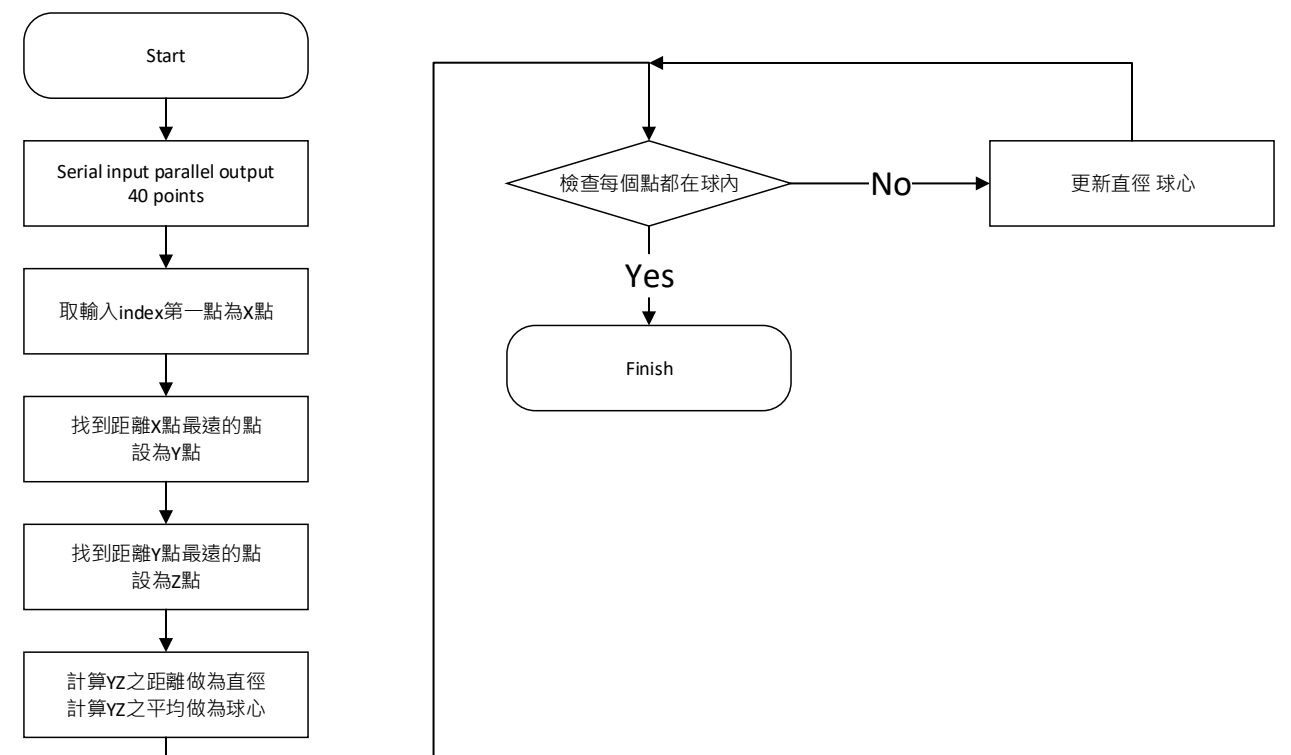 Start
Serial input parallel output
40 points
取輸入index第一點為X點
找到距離X點最遠的點
設為Y點
找到距離Y點最遠的點
設為Z點
計算YZ之距離做為直徑
計算YZ之平均做為球心
檢查每個點都在球內
No
更新直徑 球心
Yes
Finish